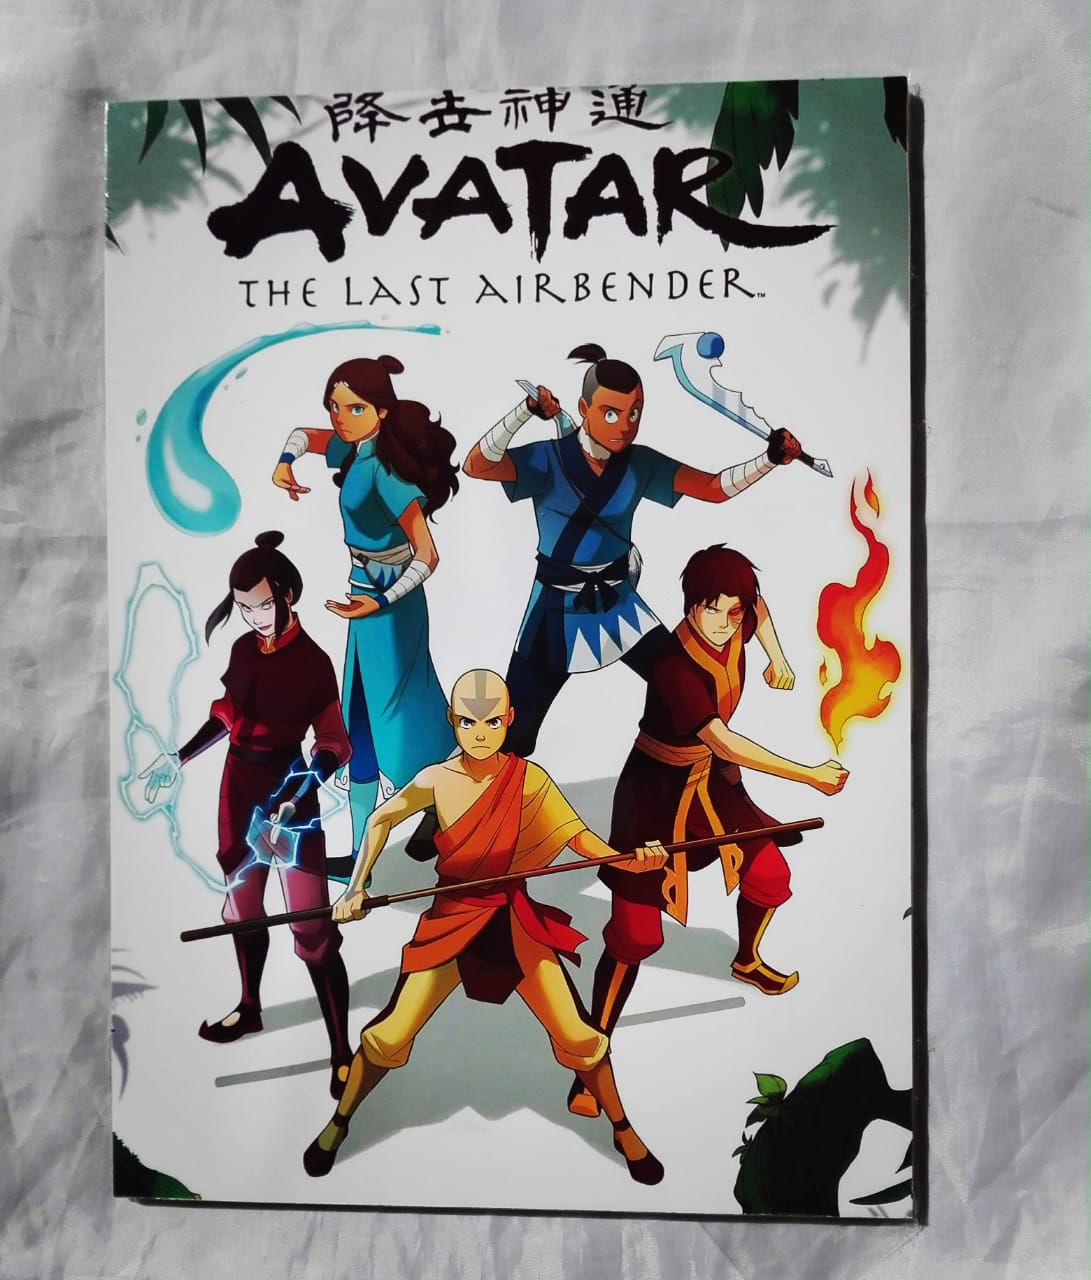 降去神通
AVATAR
THE LAST AIRBENDER™